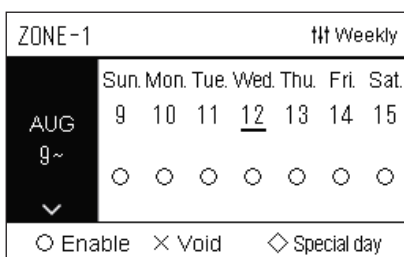 ZONE-1 Weekly
Sun. Mon. Tue. Wed. Thu. Fri. Sat.
AUG 9 10 11 12 13 14 15
9~
○ ○ ○ ○ ○ ○ ○
○ Enable × Void ◇ Special day